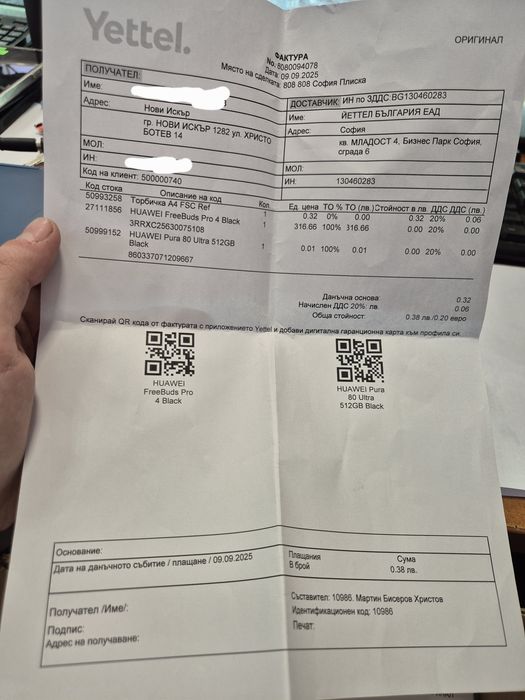 Yettel.
ОРИГИНАЛ
ФАКТУРА
No. 8080094078
Дата: 09.09.2025
Място на сделката: 808 808 София Плиска
ПОЛУЧАТЕЛ:
Име:
Адрес: Нови Искър
гр. НОВИ ИСКЪР 1282 ул. ХРИСТО
БОТЕВ 14
МОЛ:
ИН:
Код на клиент: 500000740
ДОСТАВЧИК: ИН по ЗДДС:BG130460283
Име: ЙЕТТЕЛ БЪЛГАРИЯ ЕАД
Адрес: София
кв. МЛАДОСТ 4, Бизнес Парк София,
сграда 6
МОЛ:
ИН: 130460283
Код стока Описание на код Кол. Ед. цена ТО % ТО (лв.) Стойност в лв. ДДС ДДС (лв.)
50993258 Торбичка A4 FSC Ref 1 0.32 0% 0.00 0.32 20% 0.06
27111856 HUAWEI FreeBuds Pro 4 Black 1 316.66 100% 316.66 0.00 20% 0.00
3RRXC25630075108
50999152 HUAWEI Pura 80 Ultra 512GB 1 0.01 100% 0.01 0.00 20% 0.00
Black
860337071209667
Данъчна основа: 0.32
Начислен ДДС 20% лв. 0.06
Обща стойност: 0.38 лв./0.20 евро
Сканирай QR кода от фактурата с приложението Yettel и добави дигитална гаранционна карта към профила си.
HUAWEI
FreeBuds Pro
4 Black
HUAWEI Pura
80 Ultra
512GB Black
Основание:
Дата на данъчното събитие / плащане / 09.09.2025
Плащания Сума
В брой 0.38 лв.
Получател /Име/:
Подпис:
Адрес на получаване:
Съставител: 10986. Мартин Бисеров Христов
Идентификационен код: 10986
Печат: